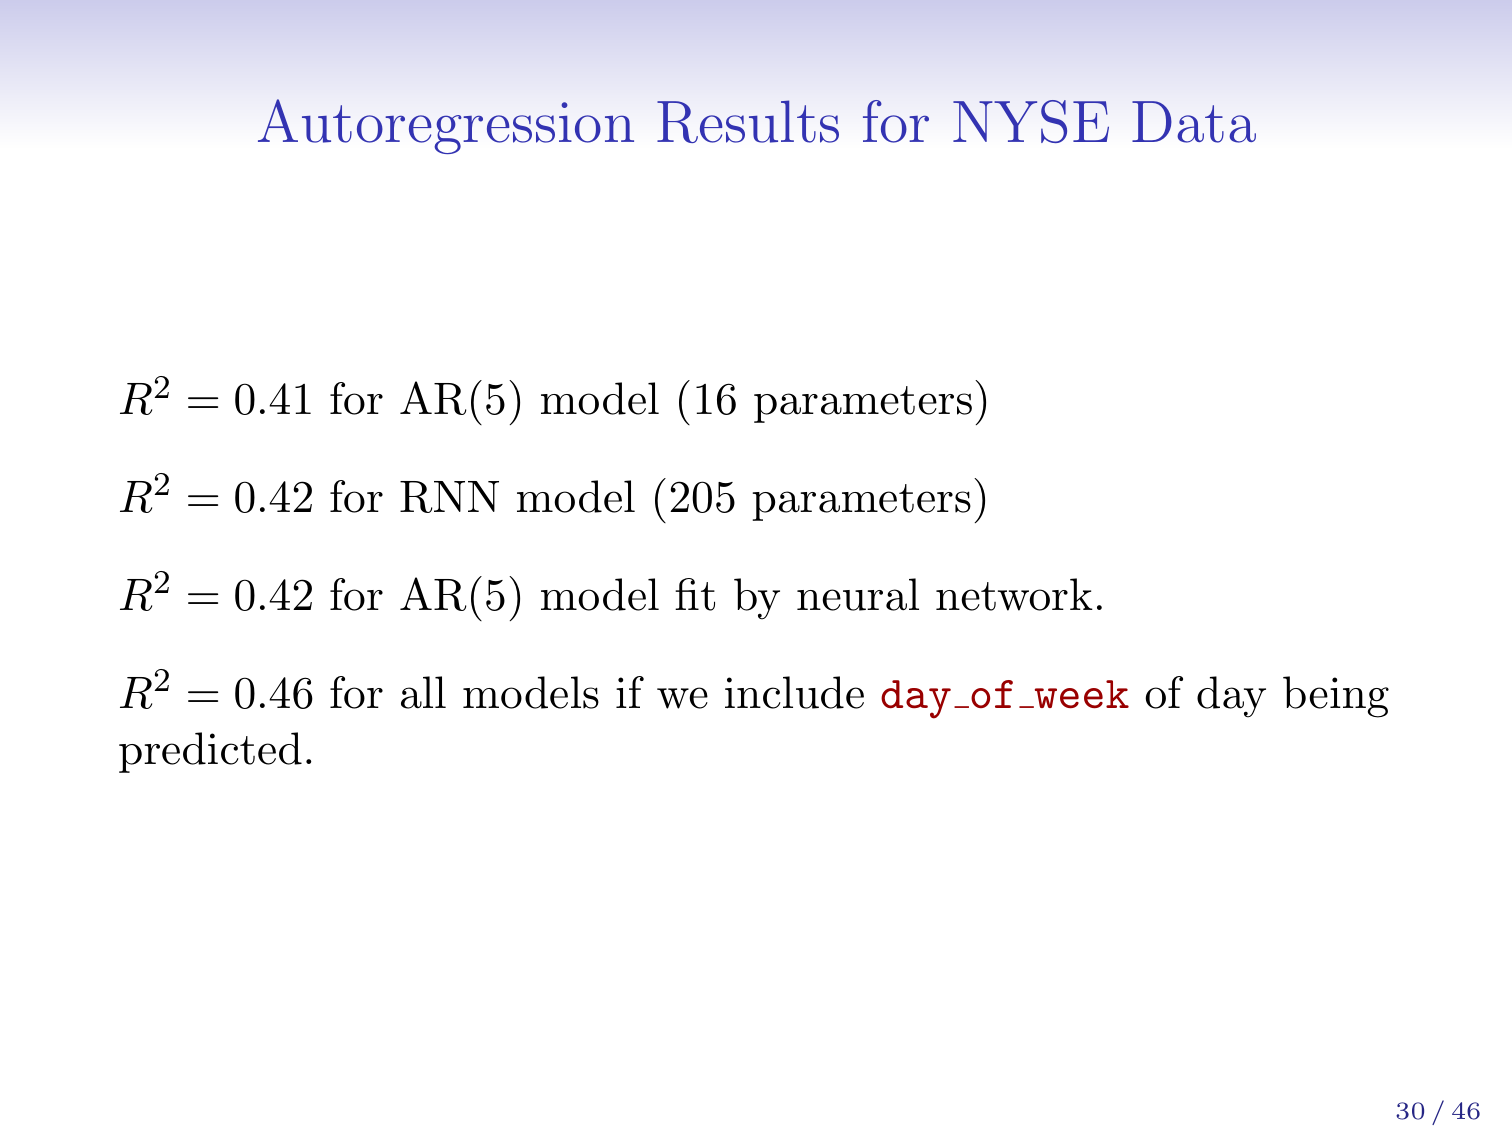 Autoregression Results for NYSE Data
R² = 0.41 for AR(5) model (16 parameters)
R² = 0.42 for RNN model (205 parameters)
R² = 0.42 for AR(5) model fit by neural network.
R² = 0.46 for all models if we include day_of_week of day being
predicted.
30 / 46